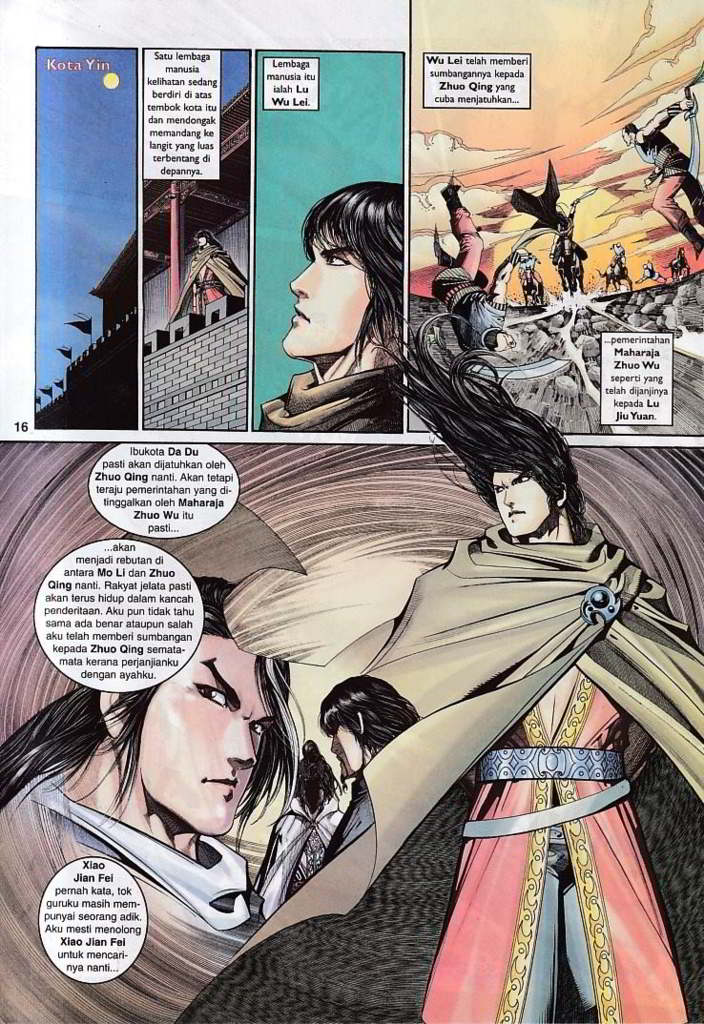 Kota Yin
Satu lembaga
manusia
kelihatan sedang
berdiri di atas
tembok kota itu
dan mendongak
memandang ke
langit yang luas
terbentang di
depannya.
Lembaga
manusia itu
ialah Lu
Wu Lei.
Wu Lei telah memberi
sumbangannya kepada
Zhuo Qing yang
cuba menjatuhkan...
...pemerintahan
Maharaja
Zhuo Wu
seperti yang
telah dijanjinya
kepada Lu
Jiu Yuan.
16
Ibukota Da Du
pasti akan dijatuhkan oleh
Zhuo Qing nanti. Akan tetapi
teraju pemerintahan yang di-
tinggalkan oleh Maharaja
Zhuo Wu itu
pasti...
...akan
menjadi rebutan di
antara Mo Li dan Zhuo
Qing nanti. Rakyat jelata pasti
akan terus hidup dalam kancah
penderitaan. Aku pun tidak tahu
sama ada benar ataupun salah
aku telah memberi sumbangan
kepada Zhuo Qing semata-
mata kerana perjanjianku
dengan ayahku.
Xiao
Jian Fei
pernah kata, tok
guruku masih mem-
punyai seorang adik.
Aku mesti menolong
Xiao Jian Fei
untuk mencari-
nya nanti...